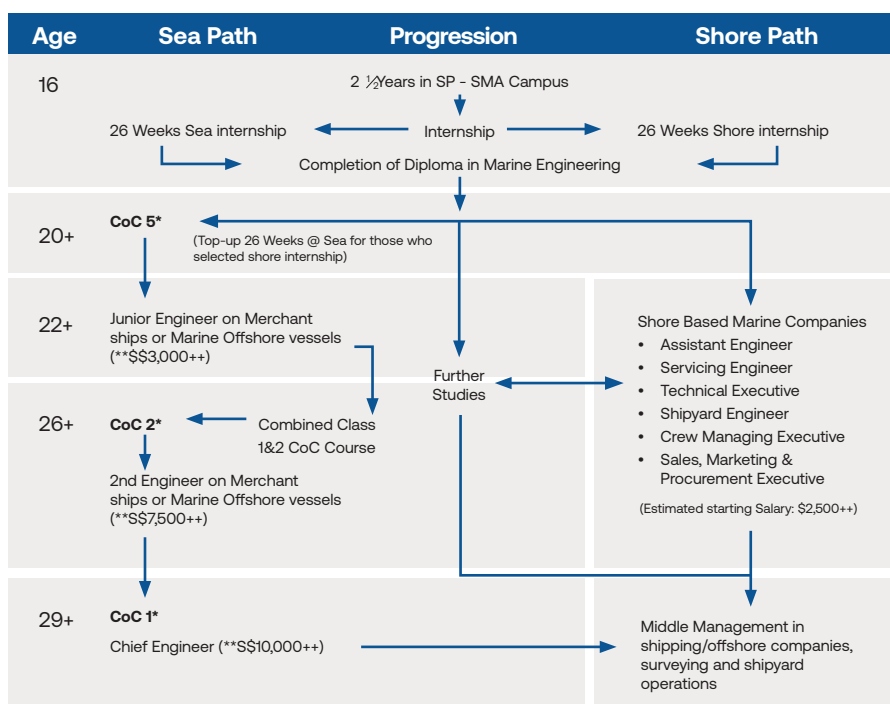 Age Sea Path Progression Shore Path
16
2 ½Years in SP - SMA Campus
26 Weeks Sea internship
Internship
26 Weeks Shore internship
Completion of Diploma in Marine Engineering
20+
CoC 5*
(Top-up 26 Weeks @ Sea for those who
selected shore internship)
22+
Junior Engineer on Merchant
ships or Marine Offshore vessels
(**S$3,000++)
Further
Studies
Shore Based Marine Companies
• Assistant Engineer
• Servicing Engineer
• Technical Executive
• Shipyard Engineer
• Crew Managing Executive
• Sales, Marketing &
Procurement Executive
(Estimated starting Salary: $2,500++)
26+
CoC 2*
Combined Class
1&2 CoC Course
2nd Engineer on Merchant
ships or Marine Offshore vessels
(**S$7,500++)
29+
CoC 1*
Chief Engineer (**S$10,000++)
Middle Management in
shipping/offshore companies,
surveying and shipyard
operations